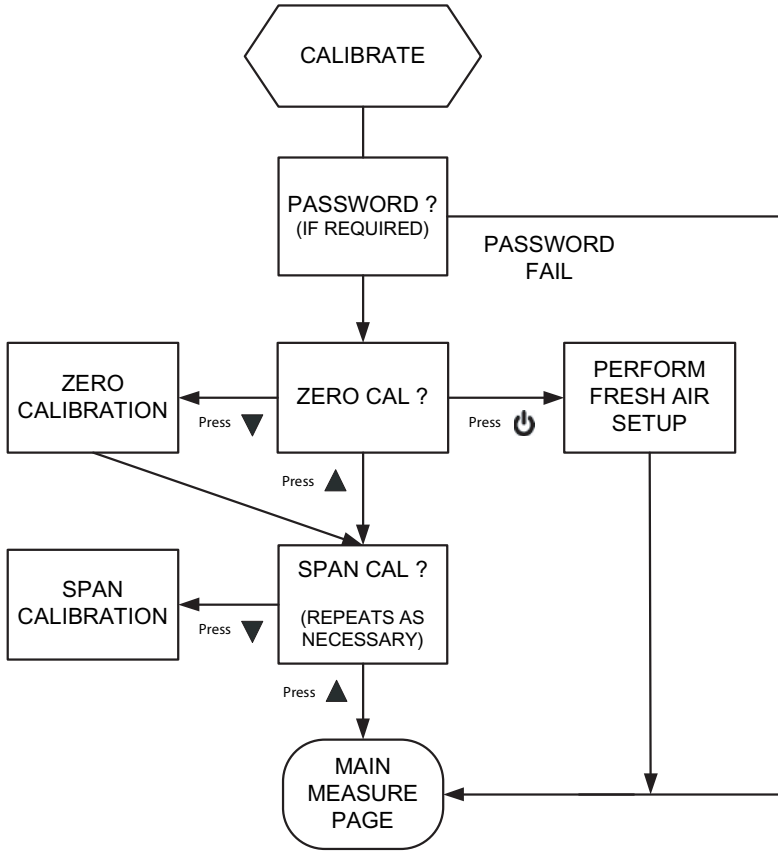 CALIBRATE
PASSWORD ?
(IF REQUIRED)
PASSWORD
FAIL
ZERO
CALIBRATION
Press
ZERO CAL ?
Press
PERFORM
FRESH AIR
SETUP
Press
SPAN
CALIBRATION
Press
SPAN CAL ?
(REPEATS AS
NECESSARY)
Press
MAIN
MEASURE
PAGE